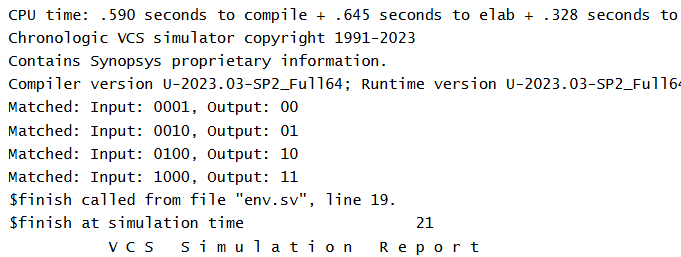 CPU time: .590 seconds to compile + .645 seconds to elab + .328 seconds to
Chronologic VCS simulator copyright 1991-2023
Contains Synopsys proprietary information.
Compiler version U-2023.03-SP2_Full64; Runtime version U-2023.03-SP2_Full64
Matched: Input: 0001, Output: 00
Matched: Input: 0010, Output: 01
Matched: Input: 0100, Output: 10
Matched: Input: 1000, Output: 11
$finish called from file "env.sv", line 19.
$finish at simulation time                   21
V C S   S i m u l a t i o n   R e p o r t